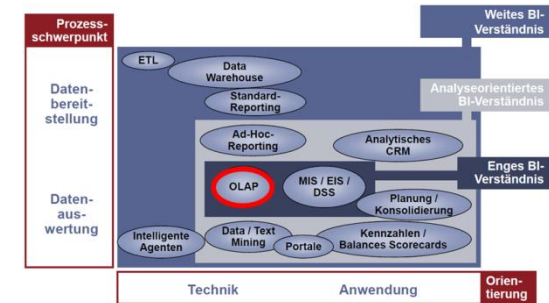 Prozess-
schwerpunkt
Weites BI-
Verständnis
ETL
Data
Warehouse
Standard-
Reporting
Daten-
bereit-
stellung
Analyseorientiertes
BI-Verständnis
Ad-Hoc-
Reporting
Analytisches
CRM
Enges BI-
Verständnis
OLAP
MIS / EIS /
DSS
Planung /
Konsolidierung
Daten-
aus-
wertung
Intelligente
Agenten
Data / Text
Mining
Portale
Kennzahlen /
Balances Scorecards
Technik
Anwendung
Orien-
tierung